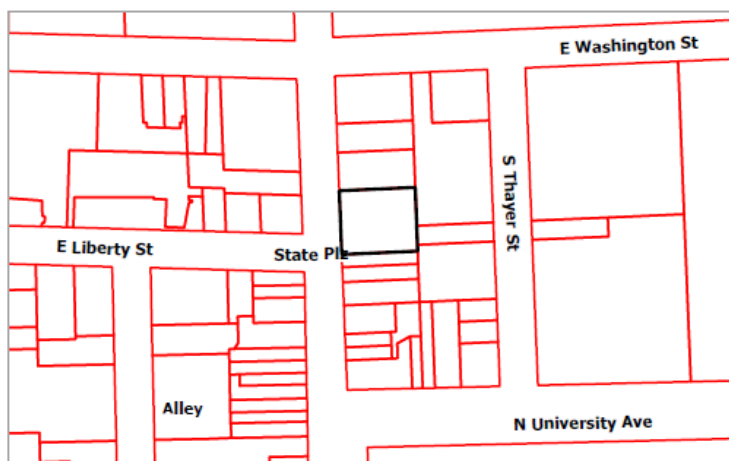 E Washington St
S Thayer St
E Liberty St
State Plz
Alley
N University Ave